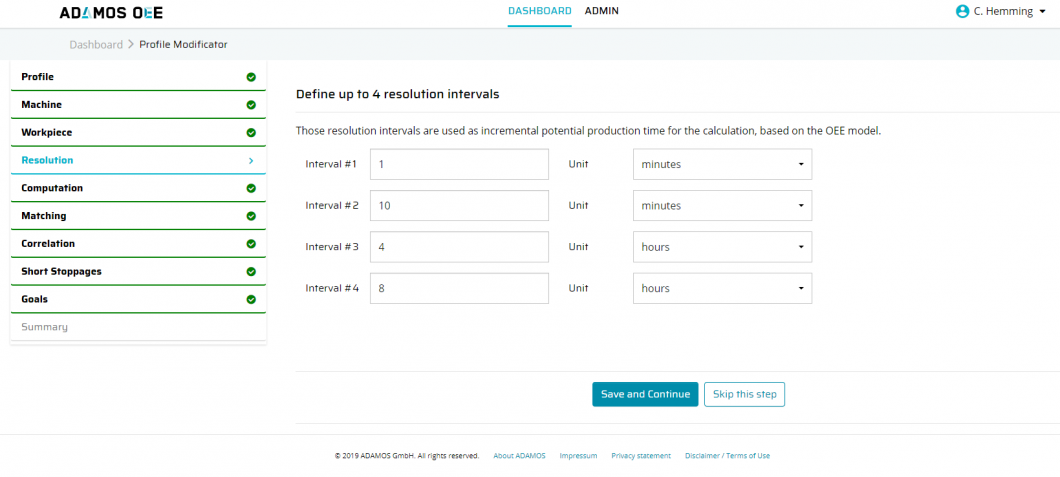 ADAMOS OEE
DASHBOARD ADMIN
C. Hemming
Dashboard > Profile Modificator
Profile
Machine
Workpiece
Resolution
Computation
Matching
Correlation
Short Stoppages
Goals
Summary
Define up to 4 resolution intervals
Those resolution intervals are used as incremental potential production time for the calculation, based on the OEE model.
Interval #1 1 Unit minutes
Interval #2 10 Unit minutes
Interval #3 4 Unit hours
Interval #4 8 Unit hours
Save and Continue Skip this step
© 2019 ADAMOS GmbH. All rights reserved. About ADAMOS Impressum Privacy statement Disclaimer / Terms of Use